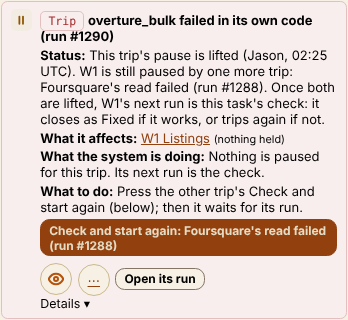 Trip overture_bulk failed in its own code
(run #1290)
Status: This trip's pause is lifted (Jason, 02:25
UTC). W1 is still paused by one more trip:
Foursquare's read failed (run #1288). Once both
are lifted, W1's next run is this task's check: it
closes as Fixed if it works, or trips again if not.
What it affects: W1 Listings (nothing held)
What the system is doing: Nothing is paused
for this trip. Its next run is the check.
What to do: Press the other trip's Check and
start again (below); then it waits for its run.
Check and start again: Foursquare's read failed
(run #1288)
... Open its run
Details ▾